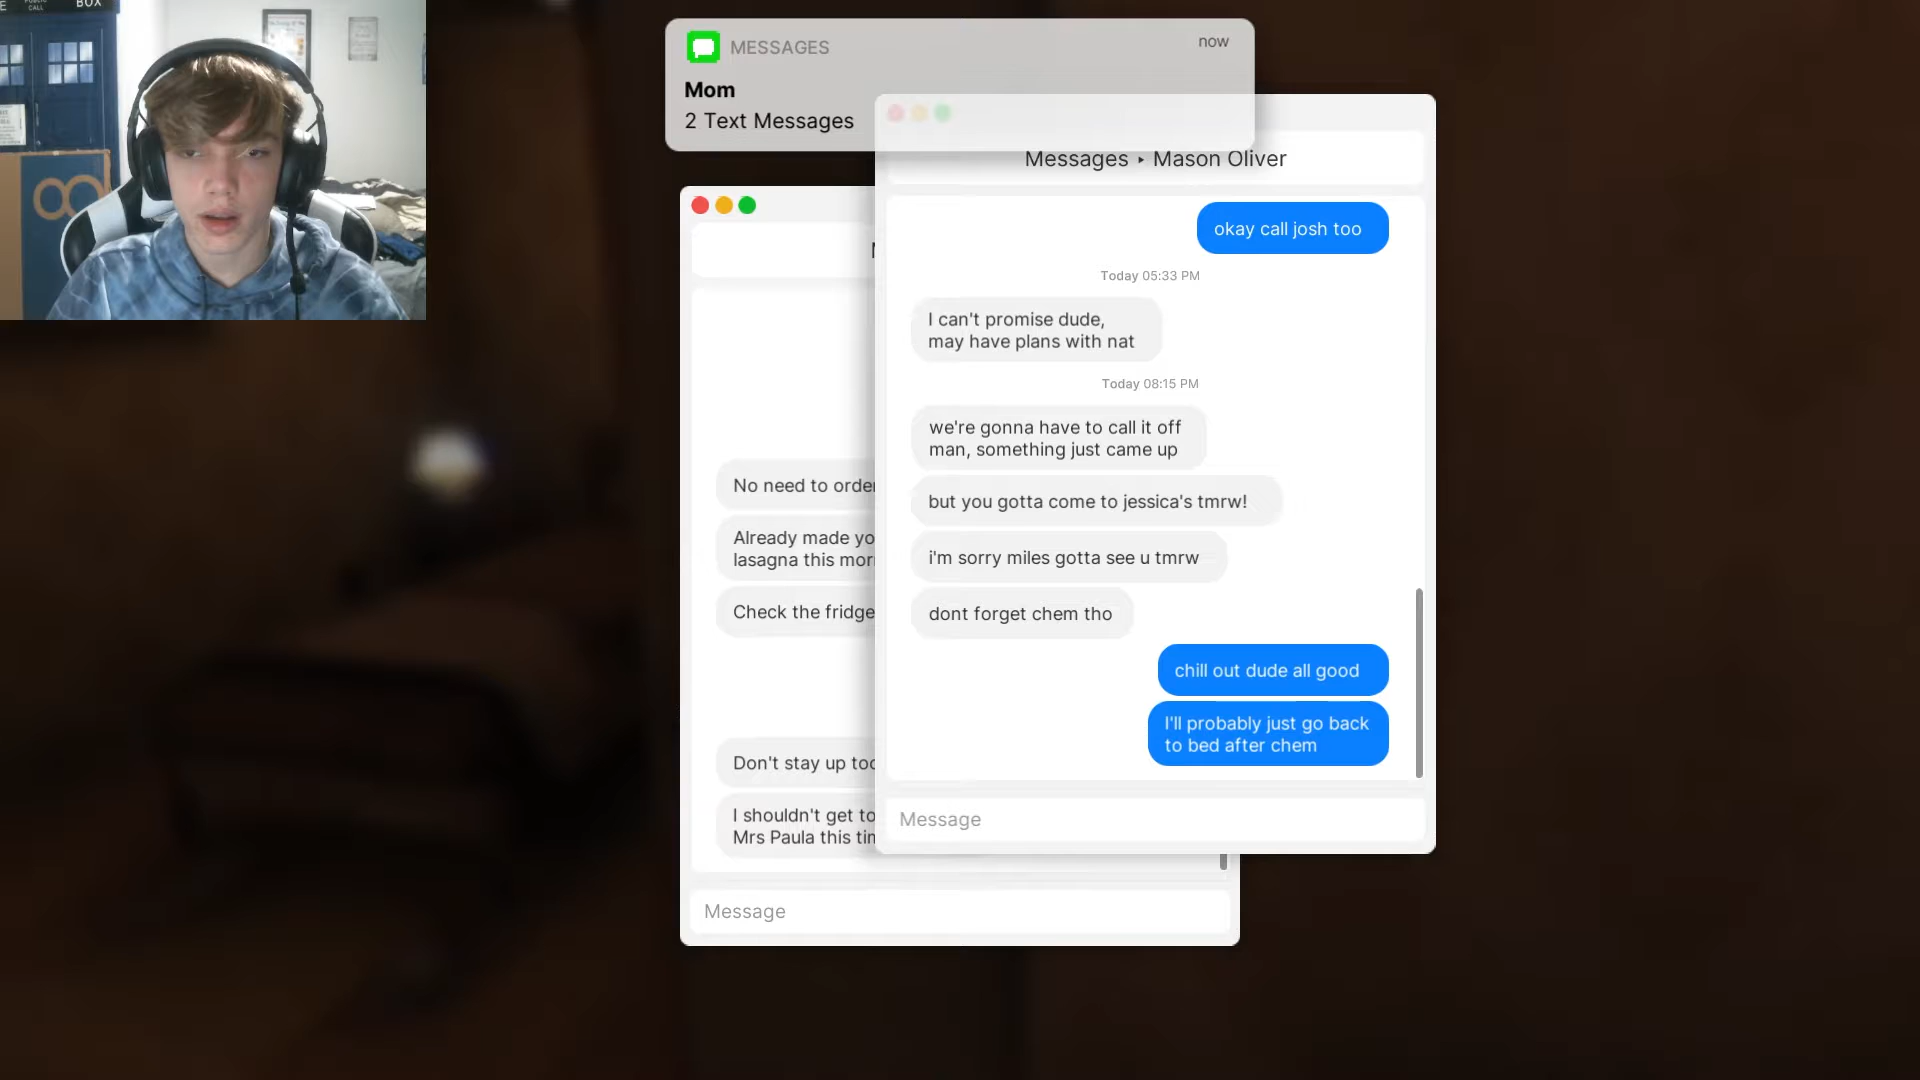 CALL
BOX
MESSAGES
now
Mom
2 Text Messages
Messages ‣ Mason Oliver
okay call josh too
Today 05:33 PM
I can't promise dude,
may have plans with nat
Today 08:15 PM
we're gonna have to call it off
man, something just came up
but you gotta come to jessica's tmrw!
i'm sorry miles gotta see u tmrw
dont forget chem tho
chill out dude all good
I'll probably just go back
to bed after chem
Message
No need to order
Already made yo
lasagna this mor
Check the fridge
Don't stay up too
I shouldn't get to
Mrs Paula this tim
Message